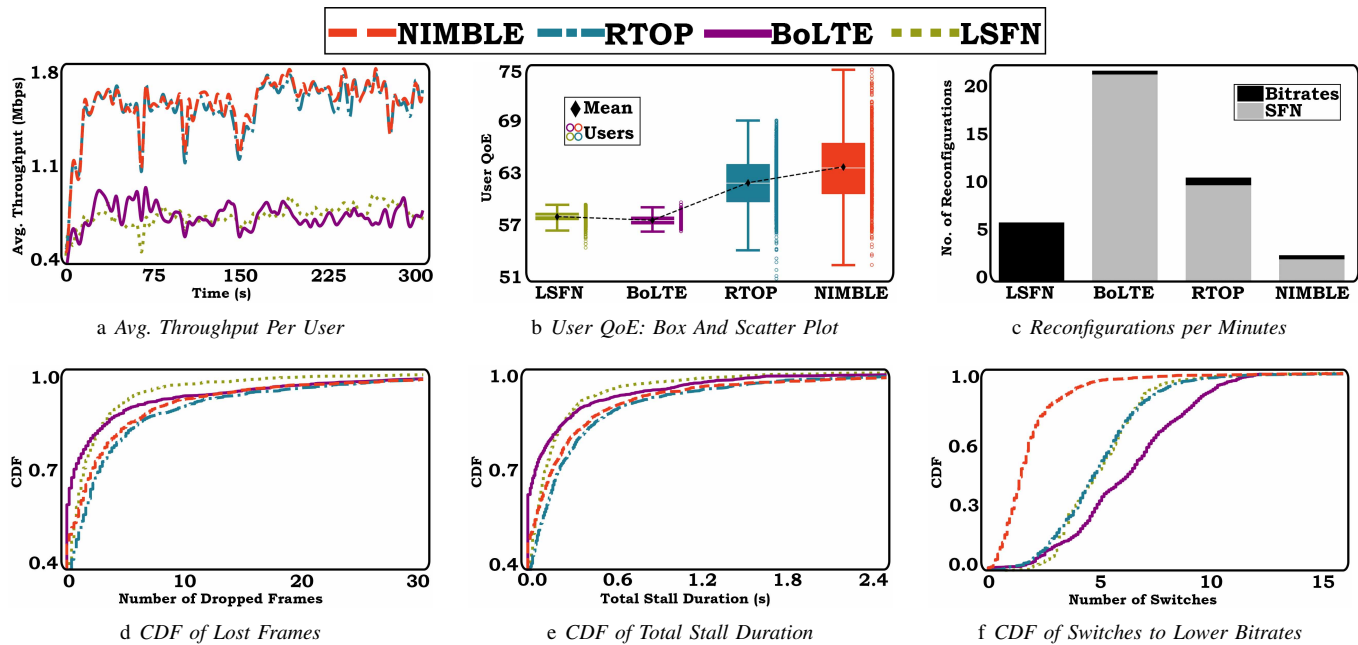 NIMBLE RTOP BoLTE LSFN
Avg. Throughput (Mbps)
1.8
1.1
0.4
0 75 150 225 300
Time (s)
a Avg. Throughput Per User
User QoE
75
69
63
57
51
Mean
Users
LSFN BoLTE RTOP NIMBLE
b User QoE: Box And Scatter Plot
No. of Reconfigurations
20
15
10
5
0
Bitrates
SFN
LSFN BoLTE RTOP NIMBLE
c Reconfigurations per Minutes
CDF
1.0
0.7
0.4
0 10 20 30
Number of Dropped Frames
d CDF of Lost Frames
CDF
1.0
0.7
0.4
0.0 0.6 1.2 1.8 2.4
Total Stall Duration (s)
e CDF of Total Stall Duration
CDF
1.0
0.6
0.3
0.0
0 5 10 15
Number of Switches
f CDF of Switches to Lower Bitrates